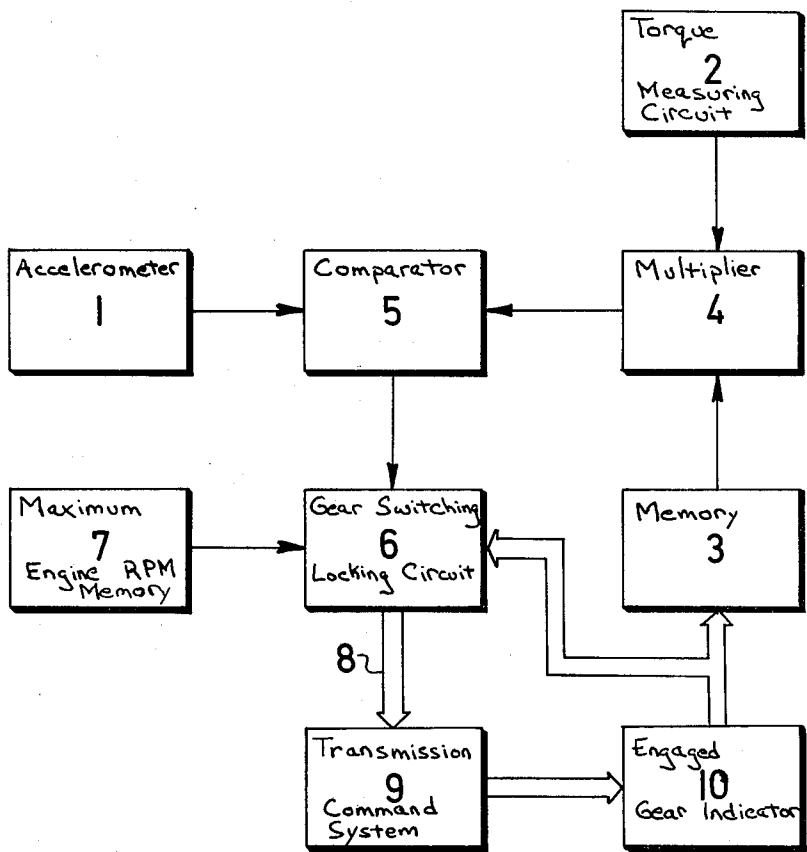 Torque
2
Measuring
Circuit
Accelerometer
1
Comparator
5
Multiplier
4
Maximum
7
Engine RPM
Memory
Gear Switching
6
Locking Circuit
Memory
3
8
Transmission
9
Command
System
Engaged
10
Gear Indicator